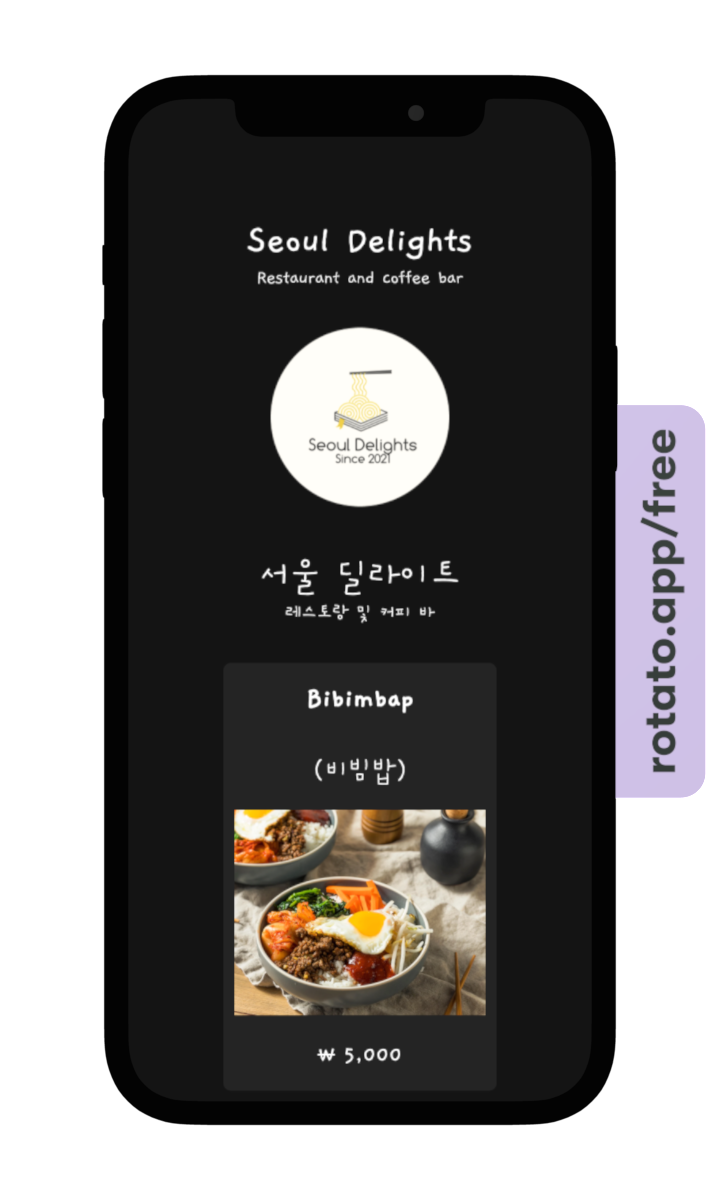 Seoul Delights
Restaurant and coffee bar
Seoul Delights
Since 2021
서울 딜라이트
레스토랑 및 커피 바
Bibimbap
(비빔밥)
₩ 5,000
rotato.app/free